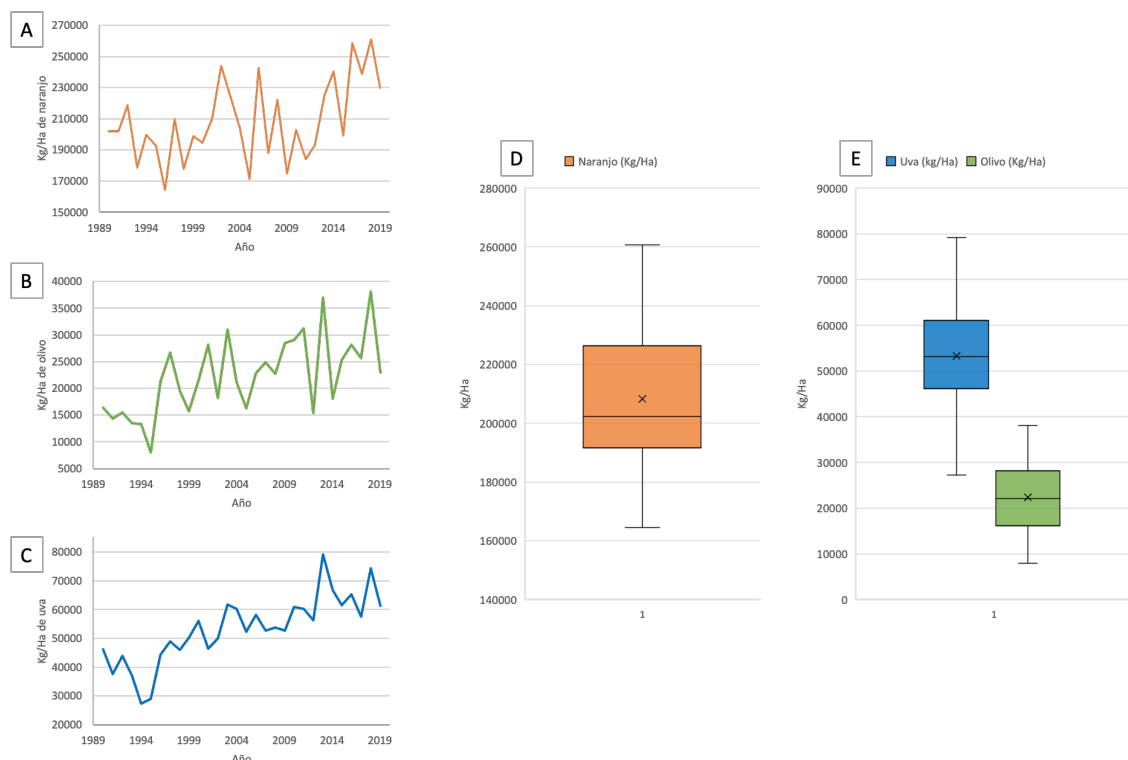 A
Kg/Ha de naranjo
270000
250000
230000
210000
190000
170000
150000
1989 1994 1999 2004 2009 2014 2019
Año
B
Kg/Ha de olivo
40000
35000
30000
25000
20000
15000
10000
5000
1989 1994 1999 2004 2009 2014 2019
Año
C
Kg/Ha de uva
80000
70000
60000
50000
40000
30000
20000
1989 1994 1999 2004 2009 2014 2019
Año
D
Naranjo (Kg/Ha)
Kg/Ha
280000
260000
240000
220000
200000
180000
160000
140000
1
E
Uva (kg/Ha) Olivo (Kg/Ha)
Kg/Ha
90000
80000
70000
60000
50000
40000
30000
20000
10000
0
1